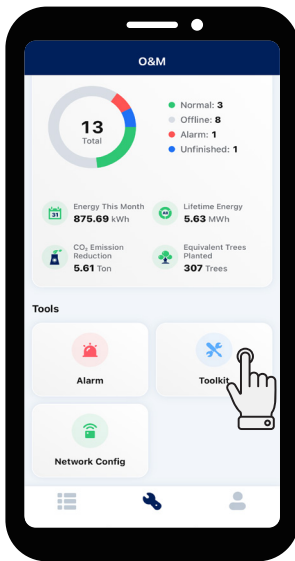 O&M
13
Total
Normal: 3
Offline: 8
Alarm: 1
Unfinished: 1
31
Energy This Month
875.69 kWh
Lifetime Energy
5.63 MWh
CO₂ Emission
Reduction
5.61 Ton
Equivalent Trees
Planted
307 Trees
Tools
Alarm
Toolkit
Network Config